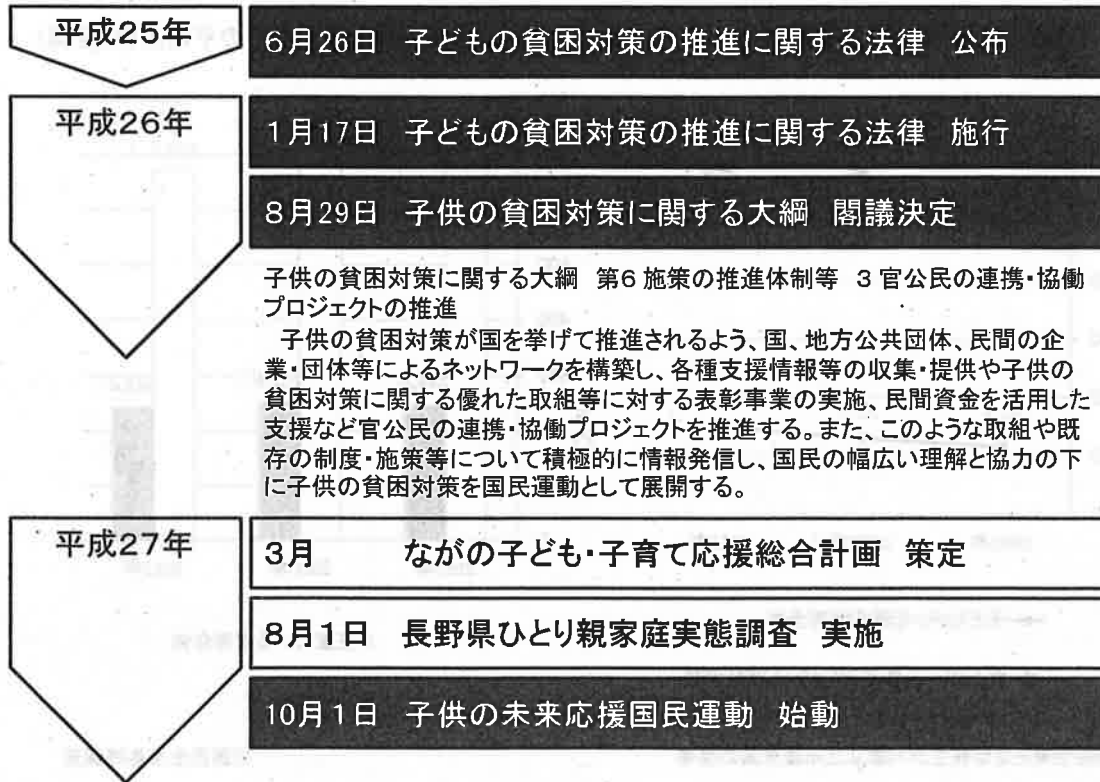 平成25年
6月26日 子どもの貧困対策の推進に関する法律 公布
平成26年
1月17日 子どもの貧困対策の推進に関する法律 施行
8月29日 子供の貧困対策に関する大綱 閣議決定
子供の貧困対策に関する大綱 第6 施策の推進体制等 3 官公民の連携・協働
プロジェクトの推進
子供の貧困対策が国を挙げて推進されるよう、国、地方公共団体、民間の企
業・団体等によるネットワークを構築し、各種支援情報等の収集・提供や子供の
貧困対策に関する優れた取組等に対する表彰事業の実施、民間資金を活用した
支援など官公民の連携・協働プロジェクトを推進する。また、このような取組や既
存の制度・施策等について積極的に情報発信し、国民の幅広い理解と協力の下
に子供の貧困対策を国民運動として展開する。
平成27年
3月 ながの子ども・子育て応援総合計画 策定
8月1日 長野県ひとり親家庭実態調査 実施
10月1日 子供の未来応援国民運動 始動